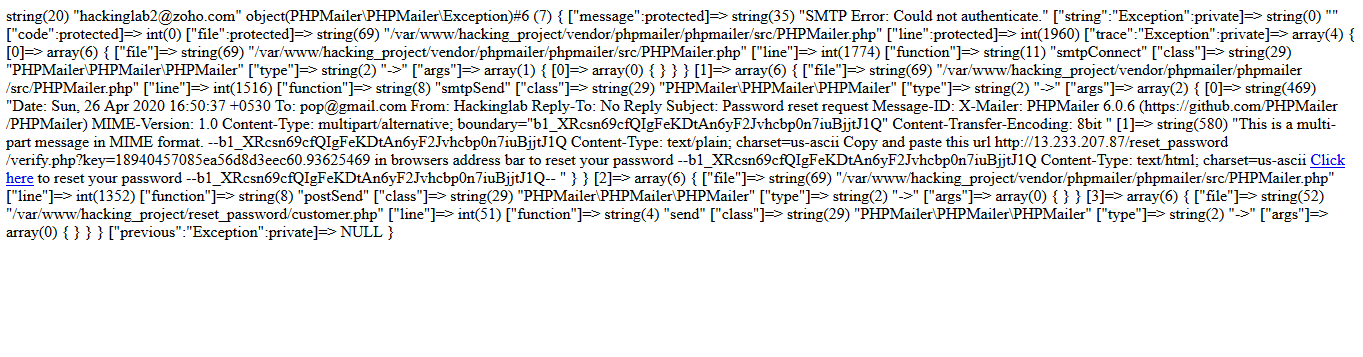 string(20) "hackinglab2@zoho.com" object(PHPMailer\PHPMailer\Exception)#6 (7) { ["message":protected]=> string(35) "SMTP Error: Could not authenticate." ["string":"Exception":private]=> string(0) ""
["code":protected]=> int(0) ["file":protected]=> string(69) "/var/www/hacking_project/vendor/phpmailer/phpmailer/src/PHPMailer.php" ["line":protected]=> int(1960) ["trace":"Exception":private]=> array(4) {
[0]=> array(6) { ["file"]=> string(69) "/var/www/hacking_project/vendor/phpmailer/phpmailer/src/PHPMailer.php" ["line"]=> int(1774) ["function"]=> string(11) "smtpConnect" ["class"]=> string(29)
"PHPMailer\PHPMailer\PHPMailer" ["type"]=> string(2) "->" ["args"]=> array(1) { [0]=> array(0) { } } } [1]=> array(6) { ["file"]=> string(69) "/var/www/hacking_project/vendor/phpmailer/phpmailer
/src/PHPMailer.php" ["line"]=> int(1516) ["function"]=> string(8) "smtpSend" ["class"]=> string(29) "PHPMailer\PHPMailer\PHPMailer" ["type"]=> string(2) "->" ["args"]=> array(2) { [0]=> string(469)
"Date: Sun, 26 Apr 2020 16:50:37 +0530 To: pop@gmail.com From: Hackinglab Reply-To: No Reply Subject: Password reset request Message-ID: X-Mailer: PHPMailer 6.0.6 (https://github.com/PHPMailer
/PHPMailer) MIME-Version: 1.0 Content-Type: multipart/alternative; boundary="b1_XRcsn69cfQIgFeKDtAn6yF2Jvhcbp0n7iuBjjtJ1Q" Content-Transfer-Encoding: 8bit " [1]=> string(580) "This is a multi-
part message in MIME format. --b1_XRcsn69cfQIgFeKDtAn6yF2Jvhcbp0n7iuBjjtJ1Q Content-Type: text/plain; charset=us-ascii Copy and paste this url http://13.233.207.87/reset_password
/verify.php?key=18940457085ea56d8d3eec60.93625469 in browsers address bar to reset your password --b1_XRcsn69cfQIgFeKDtAn6yF2Jvhcbp0n7iuBjjtJ1Q Content-Type: text/html; charset=us-ascii Click
here to reset your password --b1_XRcsn69cfQIgFeKDtAn6yF2Jvhcbp0n7iuBjjtJ1Q-- " } } [2]=> array(6) { ["file"]=> string(69) "/var/www/hacking_project/vendor/phpmailer/phpmailer/src/PHPMailer.php"
["line"]=> int(1352) ["function"]=> string(8) "postSend" ["class"]=> string(29) "PHPMailer\PHPMailer\PHPMailer" ["type"]=> string(2) "->" ["args"]=> array(0) { } } [3]=> array(6) { ["file"]=> string(52)
"/var/www/hacking_project/reset_password/customer.php" ["line"]=> int(51) ["function"]=> string(4) "send" ["class"]=> string(29) "PHPMailer\PHPMailer\PHPMailer" ["type"]=> string(2) "->" ["args"]=>
array(0) { } } } ["previous":"Exception":private]=> NULL }